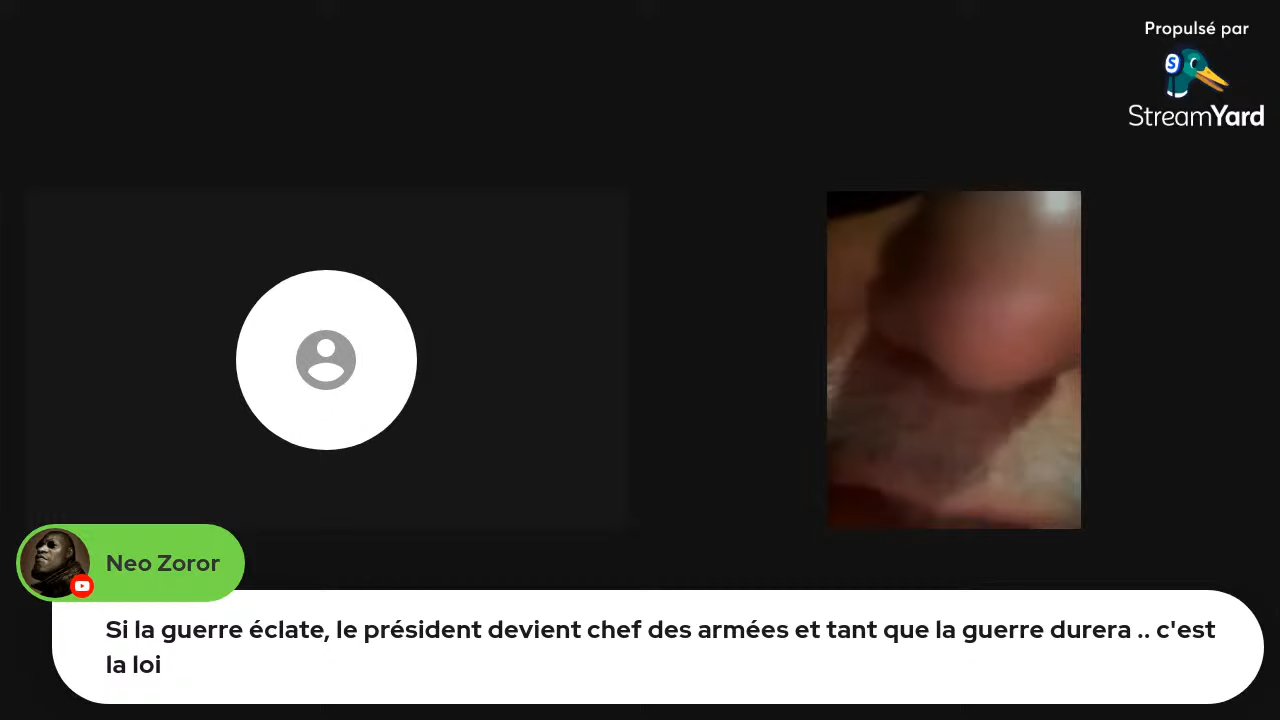 Propulsé par
StreamYard
Neo Zoror
Si la guerre éclate, le président devient chef des armées et tant que la guerre durera .. c'est
la loi